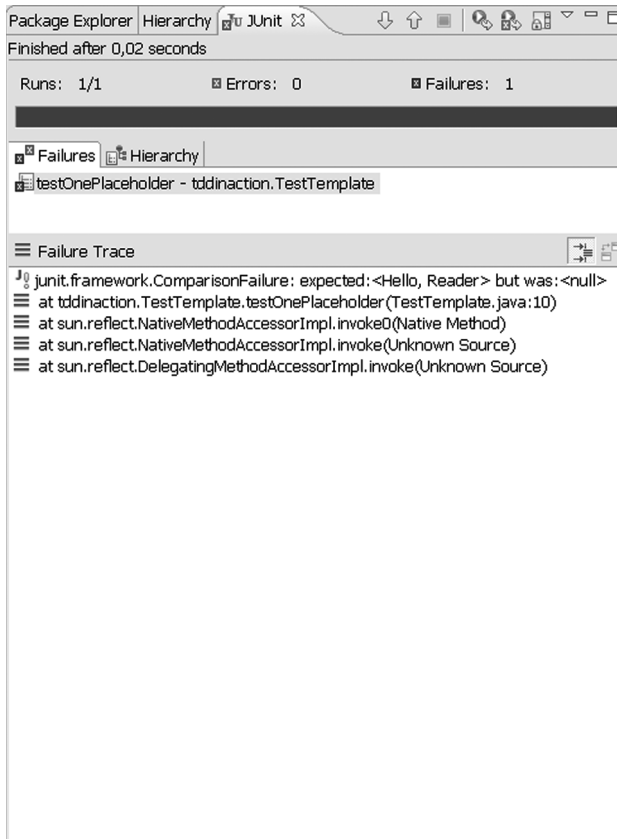 Package Explorer Hierarchy JUnit
Finished after 0,02 seconds
Runs: 1/1 Errors: 0 Failures: 1
Failures Hierarchy
testOnePlaceholder - tddinaction.TestTemplate
Failure Trace
junit.framework.ComparisonFailure: expected:<Hello, Reader> but was:<null>
at tddinaction.TestTemplate.testOnePlaceholder(TestTemplate.java:10)
at sun.reflect.NativeMethodAccessorImpl.invoke0(Native Method)
at sun.reflect.NativeMethodAccessorImpl.invoke(Unknown Source)
at sun.reflect.DelegatingMethodAccessorImpl.invoke(Unknown Source)